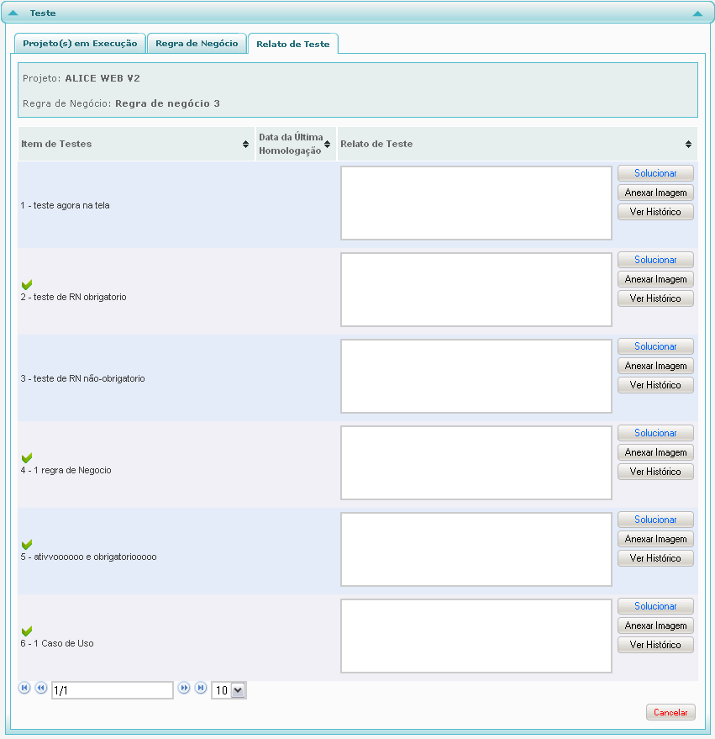 Teste
Projeto(s) em Execução
Regra de Negócio
Relato de Teste
Projeto: ALICE WEB V2
Regra de Negócio: Regra de negócio 3
Item de Testes
Data da Última
Homologação
Relato de Teste
1 - teste agora na tela
Solucionar
Anexar Imagem
Ver Histórico
2 - teste de RN obrigatorio
Solucionar
Anexar Imagem
Ver Histórico
3 - teste de RN não-obrigatorio
Solucionar
Anexar Imagem
Ver Histórico
4 - 1 regra de Negocio
Solucionar
Anexar Imagem
Ver Histórico
5 - ativvoooooo e obrigatoriooooo
Solucionar
Anexar Imagem
Ver Histórico
6 - 1 Caso de Uso
Solucionar
Anexar Imagem
Ver Histórico
1/1
10
Cancelar